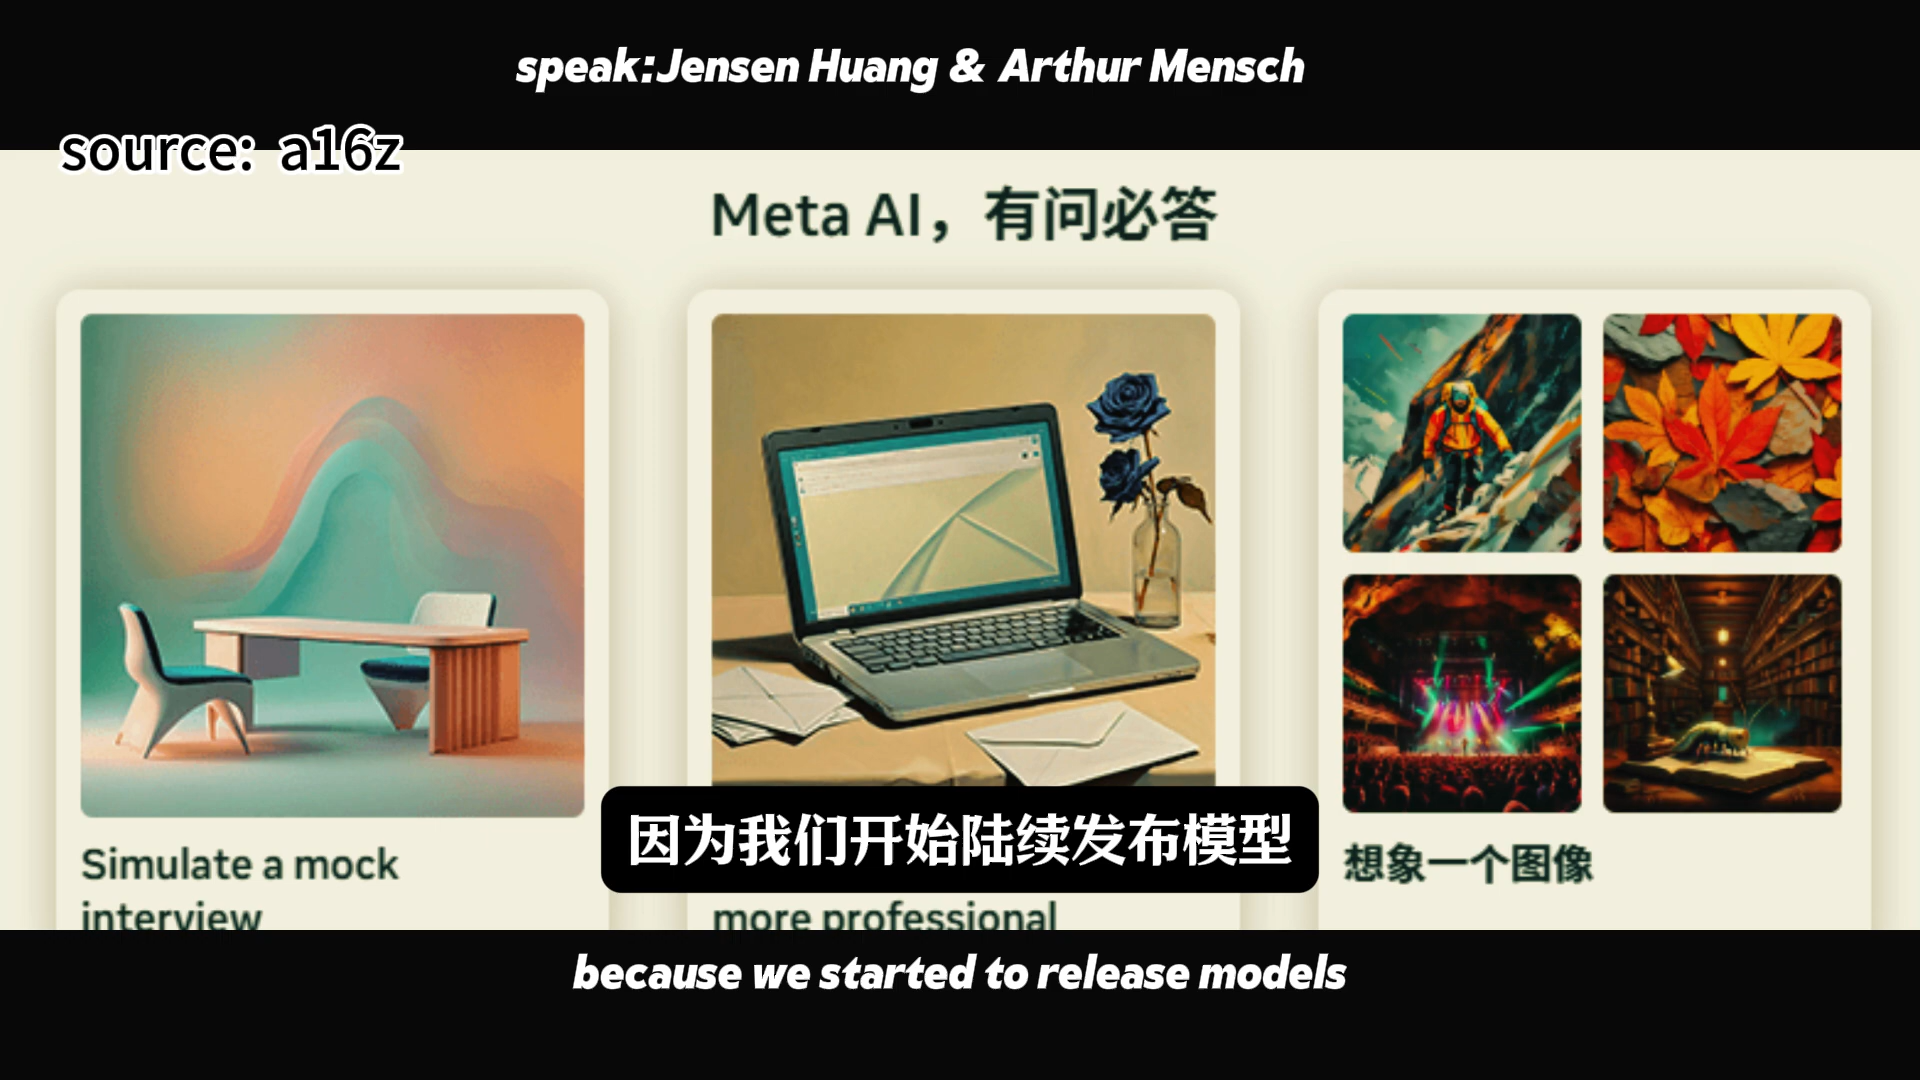 speak:Jensen Huang & Arthur Mensch
source: a16z
Meta AI，有问必答
Simulate a mock
interview
more professional
想象一个图像
因为我们开始陆续发布模型
because we started to release models